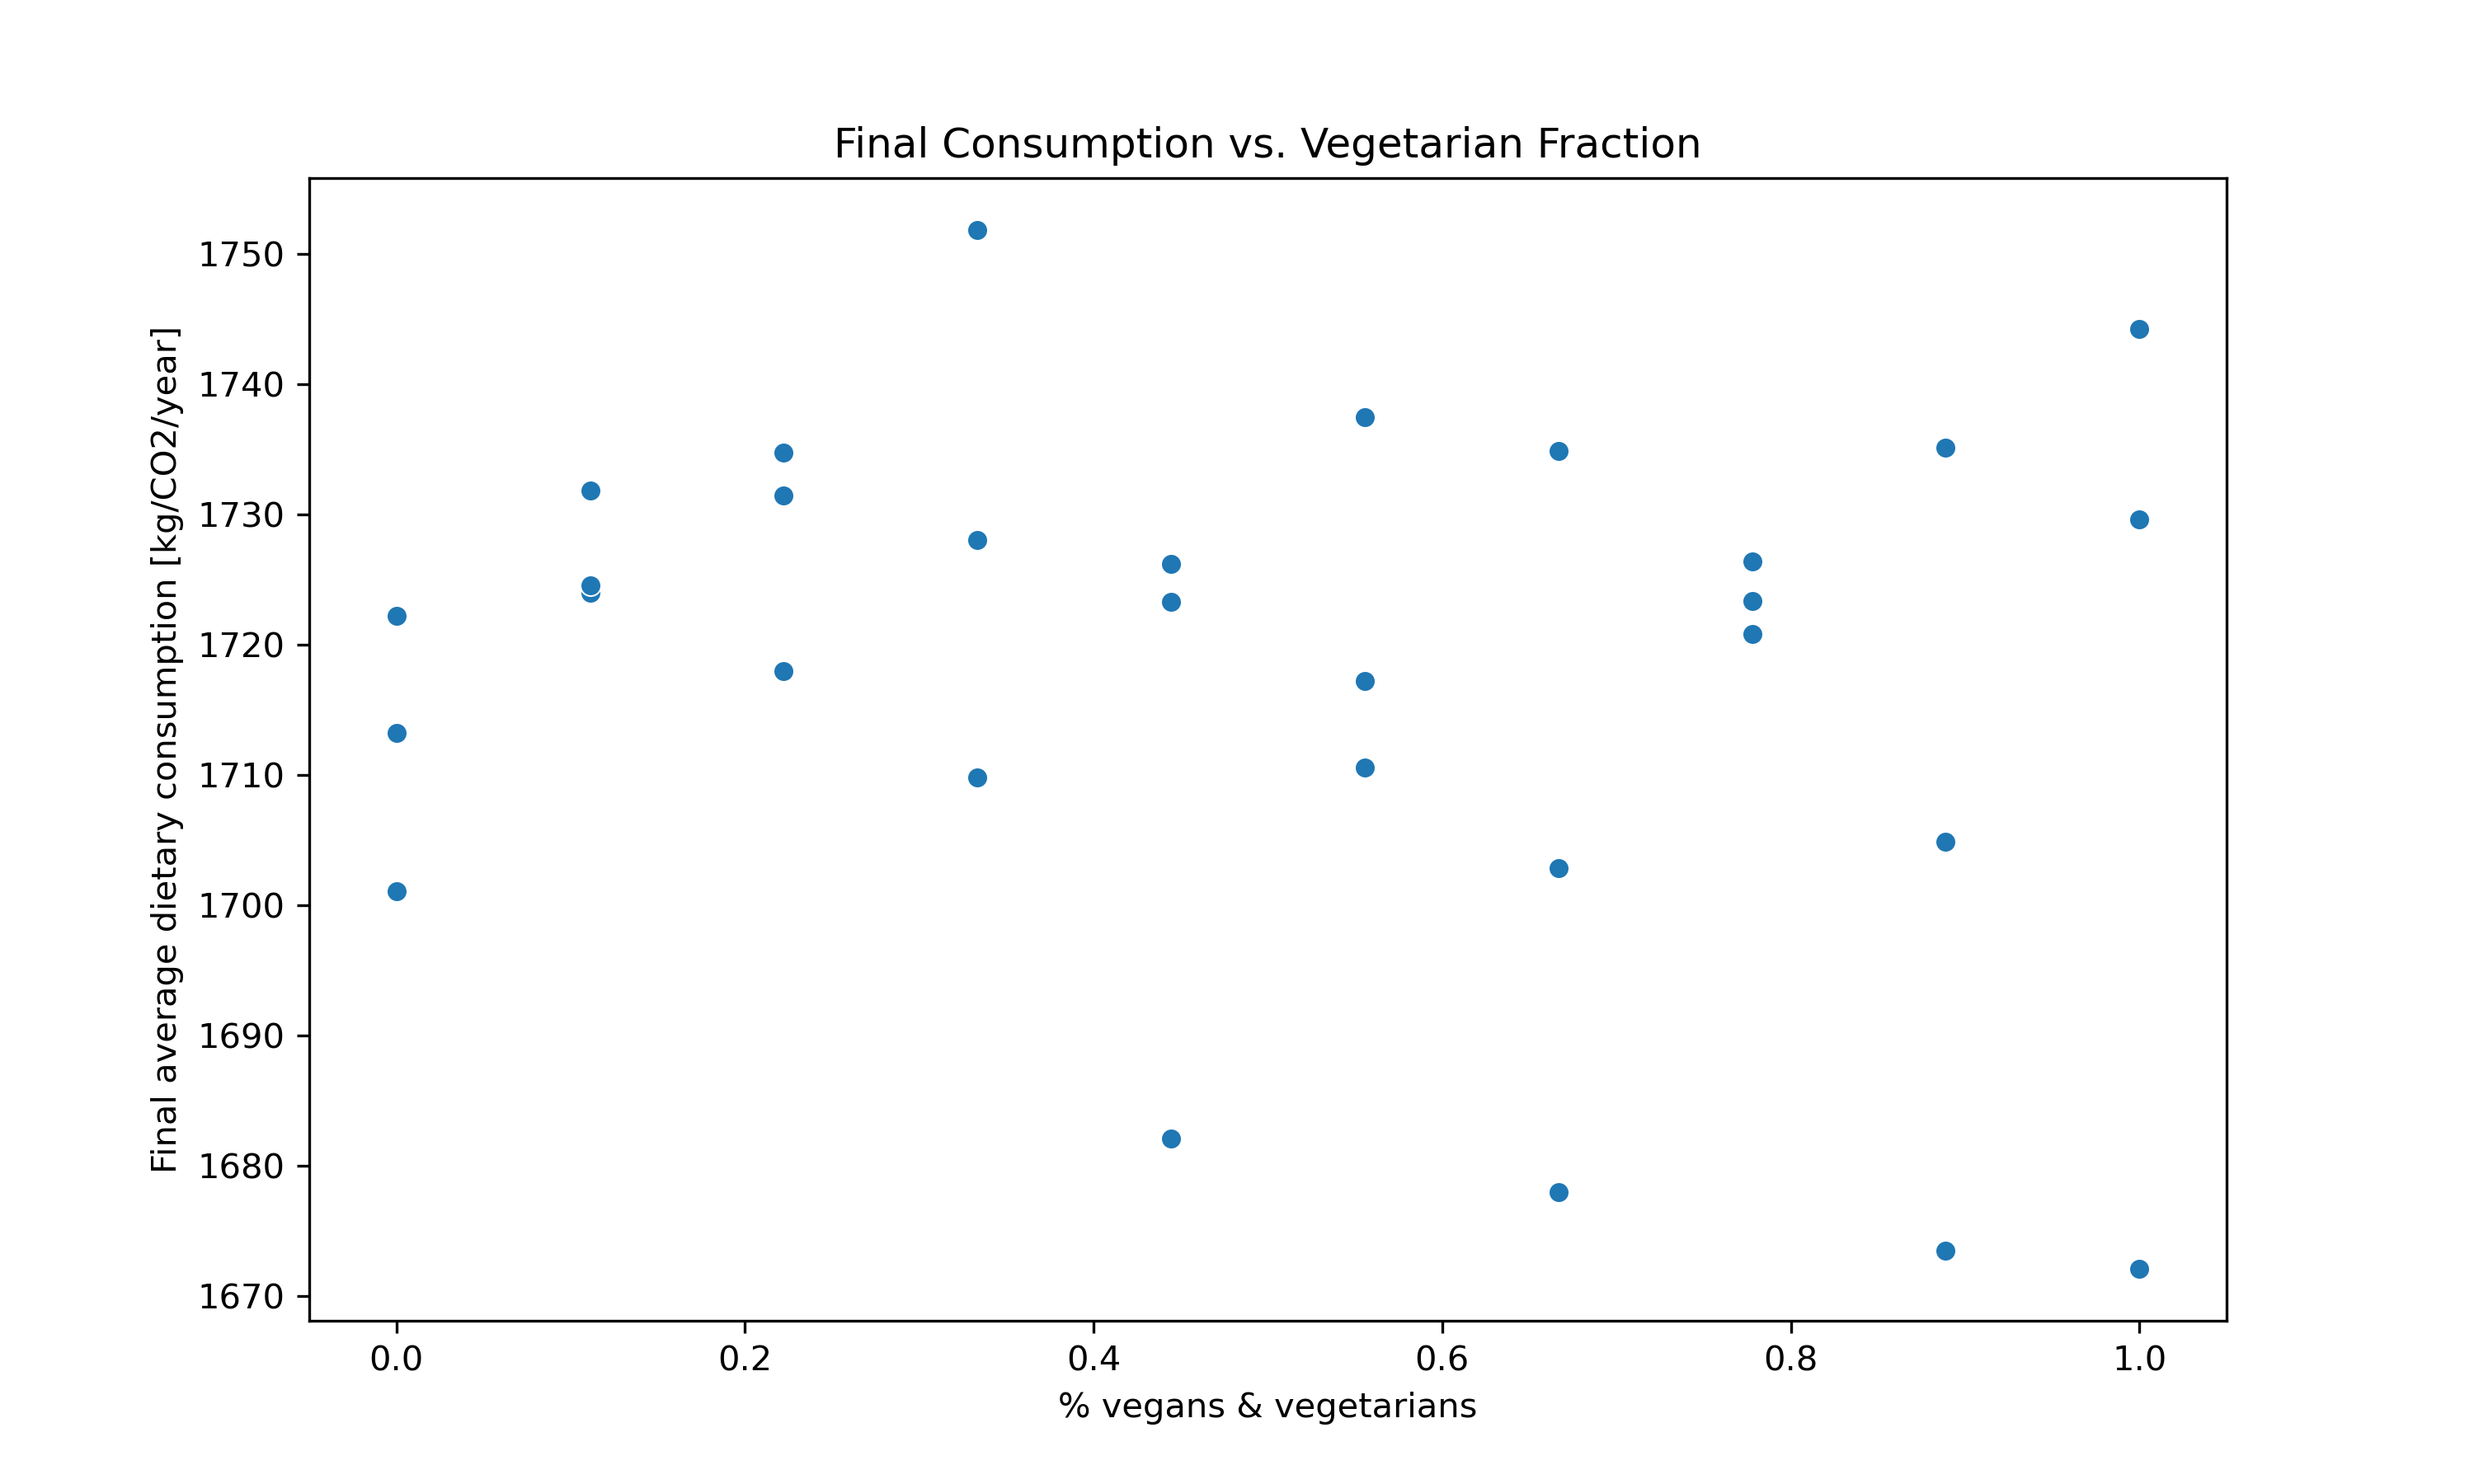 Final Consumption vs. Vegetarian Fraction
Final average dietary consumption [kg/CO2/year]
1750
1740
1730
1720
1710
1700
1690
1680
1670
0.0 0.2 0.4 0.6 0.8 1.0
% vegans & vegetarians